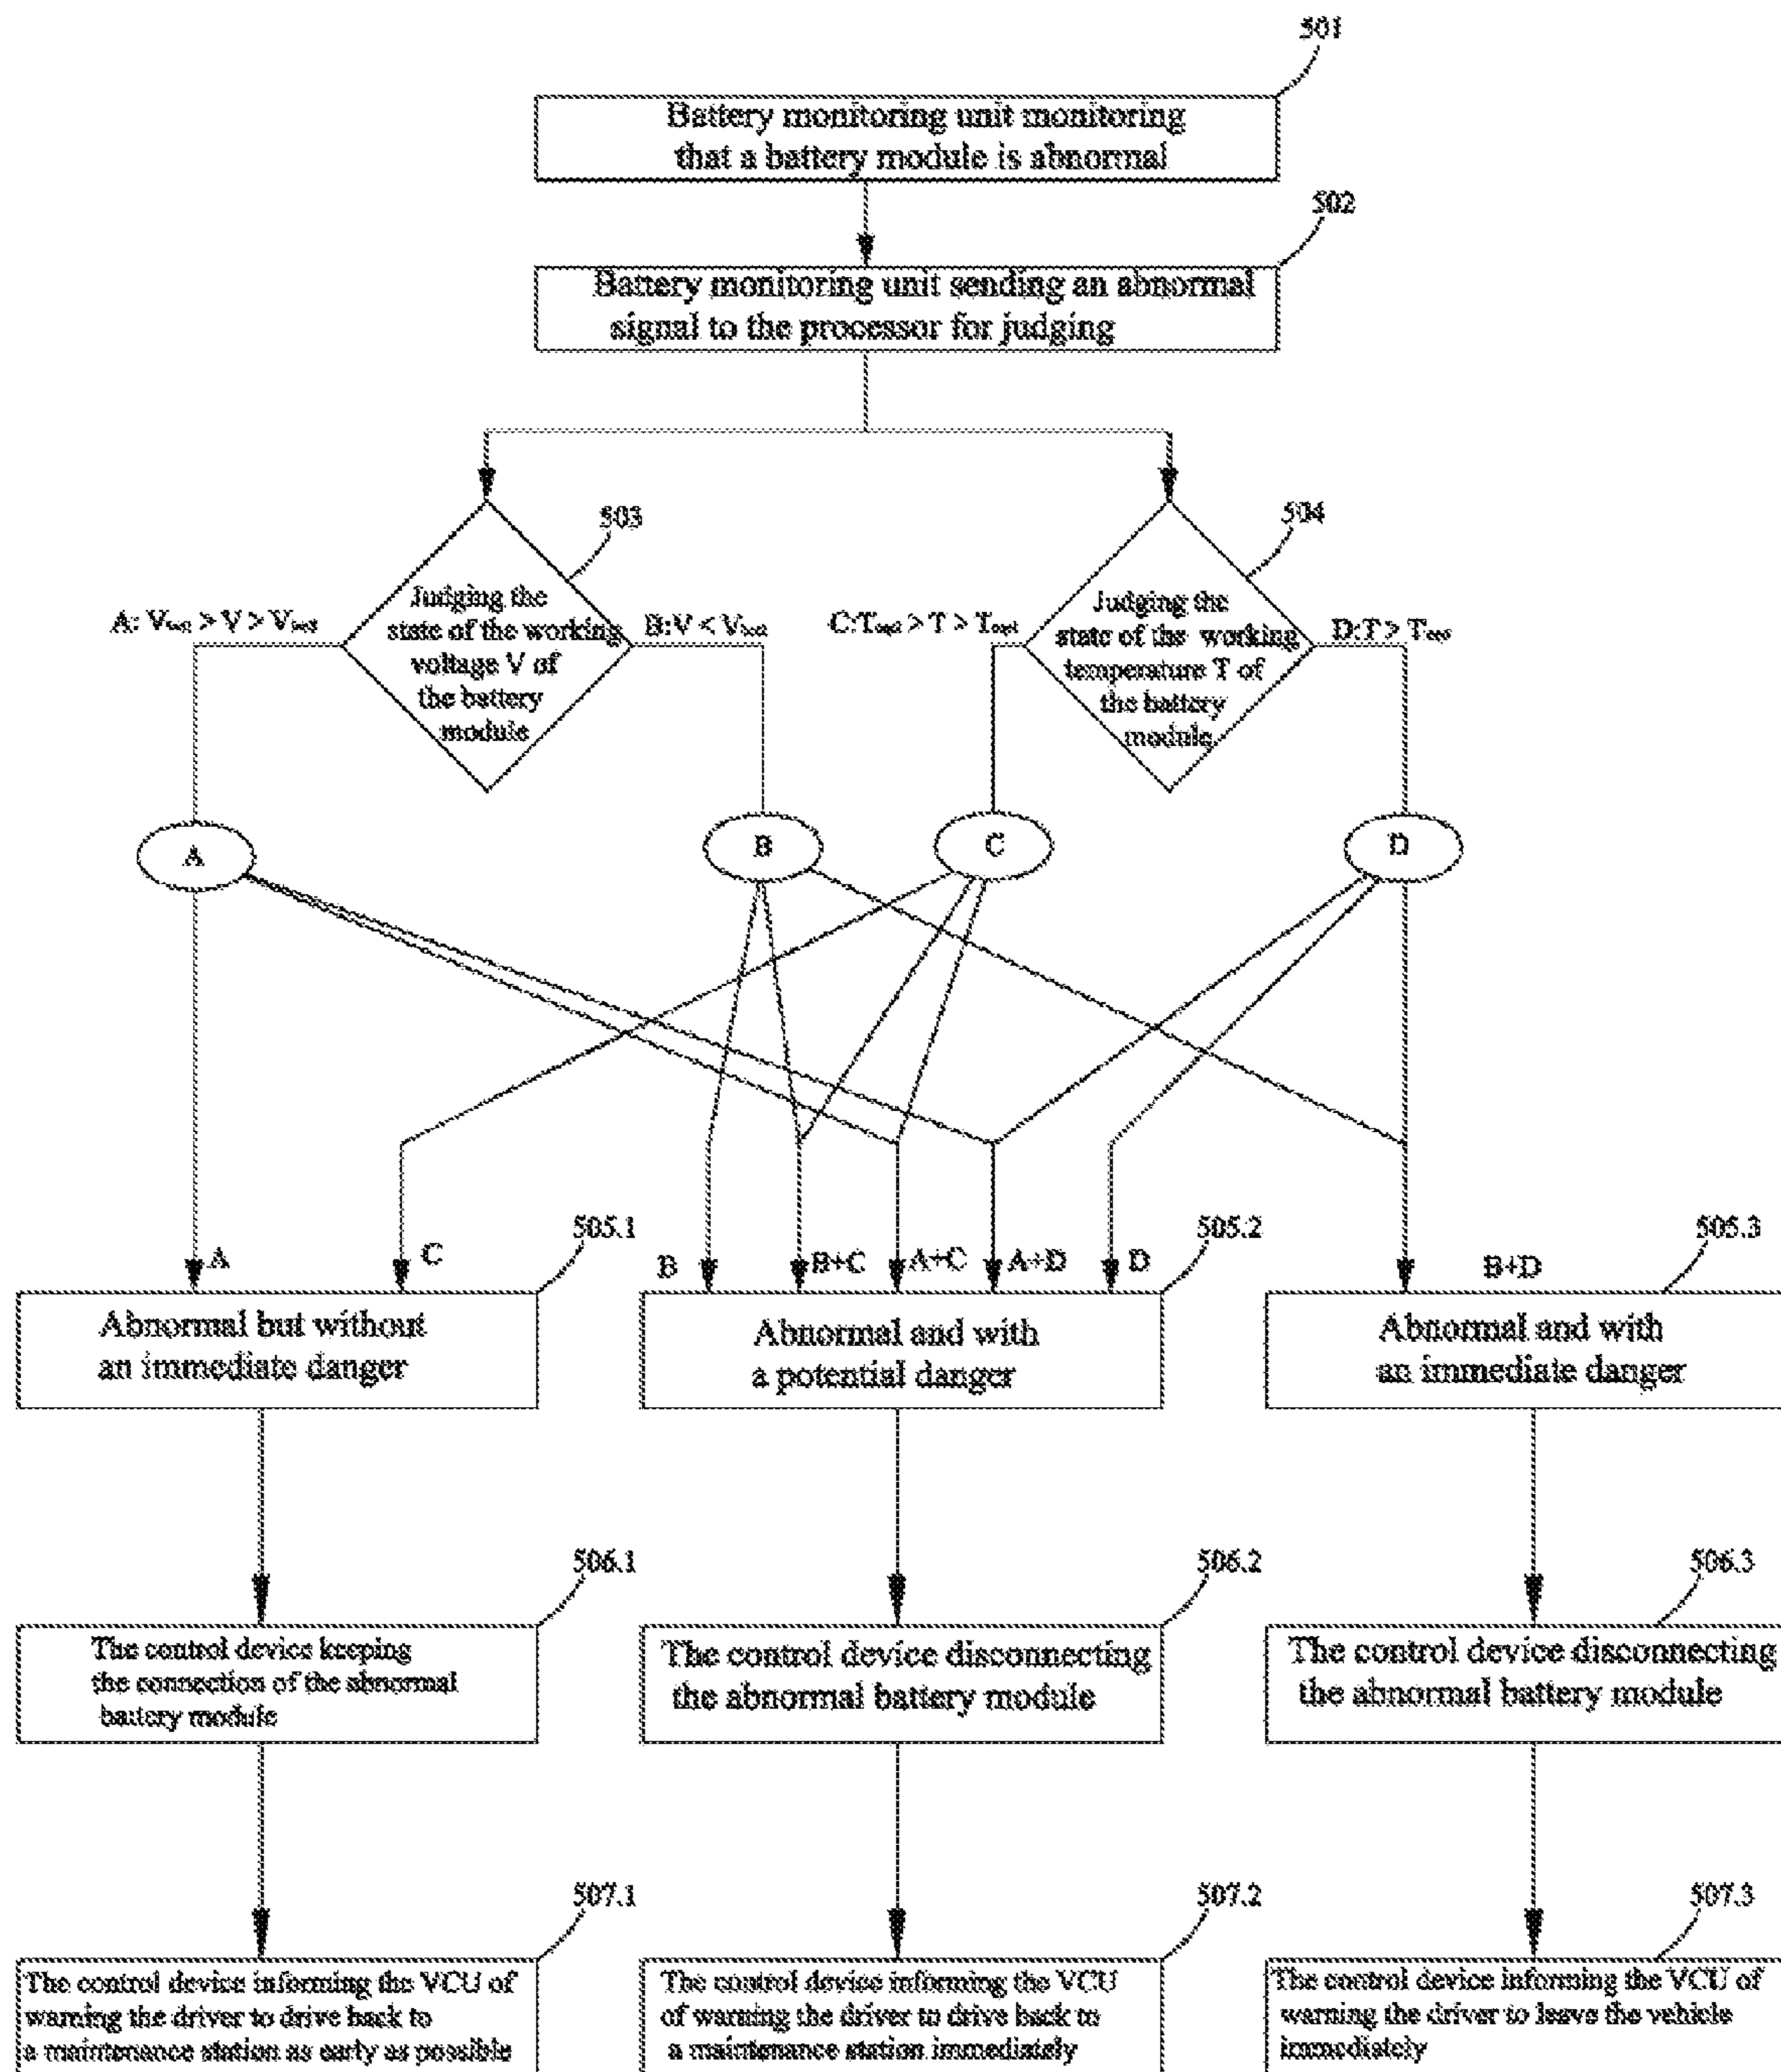 501
Battery monitoring unit monitoring
that a battery module is abnormal
502
Battery monitoring unit sending an abnormal
signal to the processor for judging
503
504
Judging the
state of the working
voltage V of
the battery
module
Judging the
state of the working
temperature T of
the battery
module
A: V > V > V
B:V < V
C:T > T > T
D:T > T
A
B
C
D
505.1
505.2
505.3
A
C
B
B+C
A+C
A+D
D
B+D
Abnormal but without
an immediate danger
Abnormal and with
a potential danger
Abnormal and with
an immediate danger
506.1
506.2
506.3
The control device keeping
the connection of the abnormal
battery module
The control device disconnecting
the abnormal battery module
The control device disconnecting
the abnormal battery module
507.1
507.2
507.3
The control device informing the VCU of
warning the driver to drive back to
a maintenance station as early as possible
The control device informing the VCU
of warning the driver to drive back to
a maintenance station immediately
The control device informing the VCU of
warning the driver to leave the vehicle
immediately